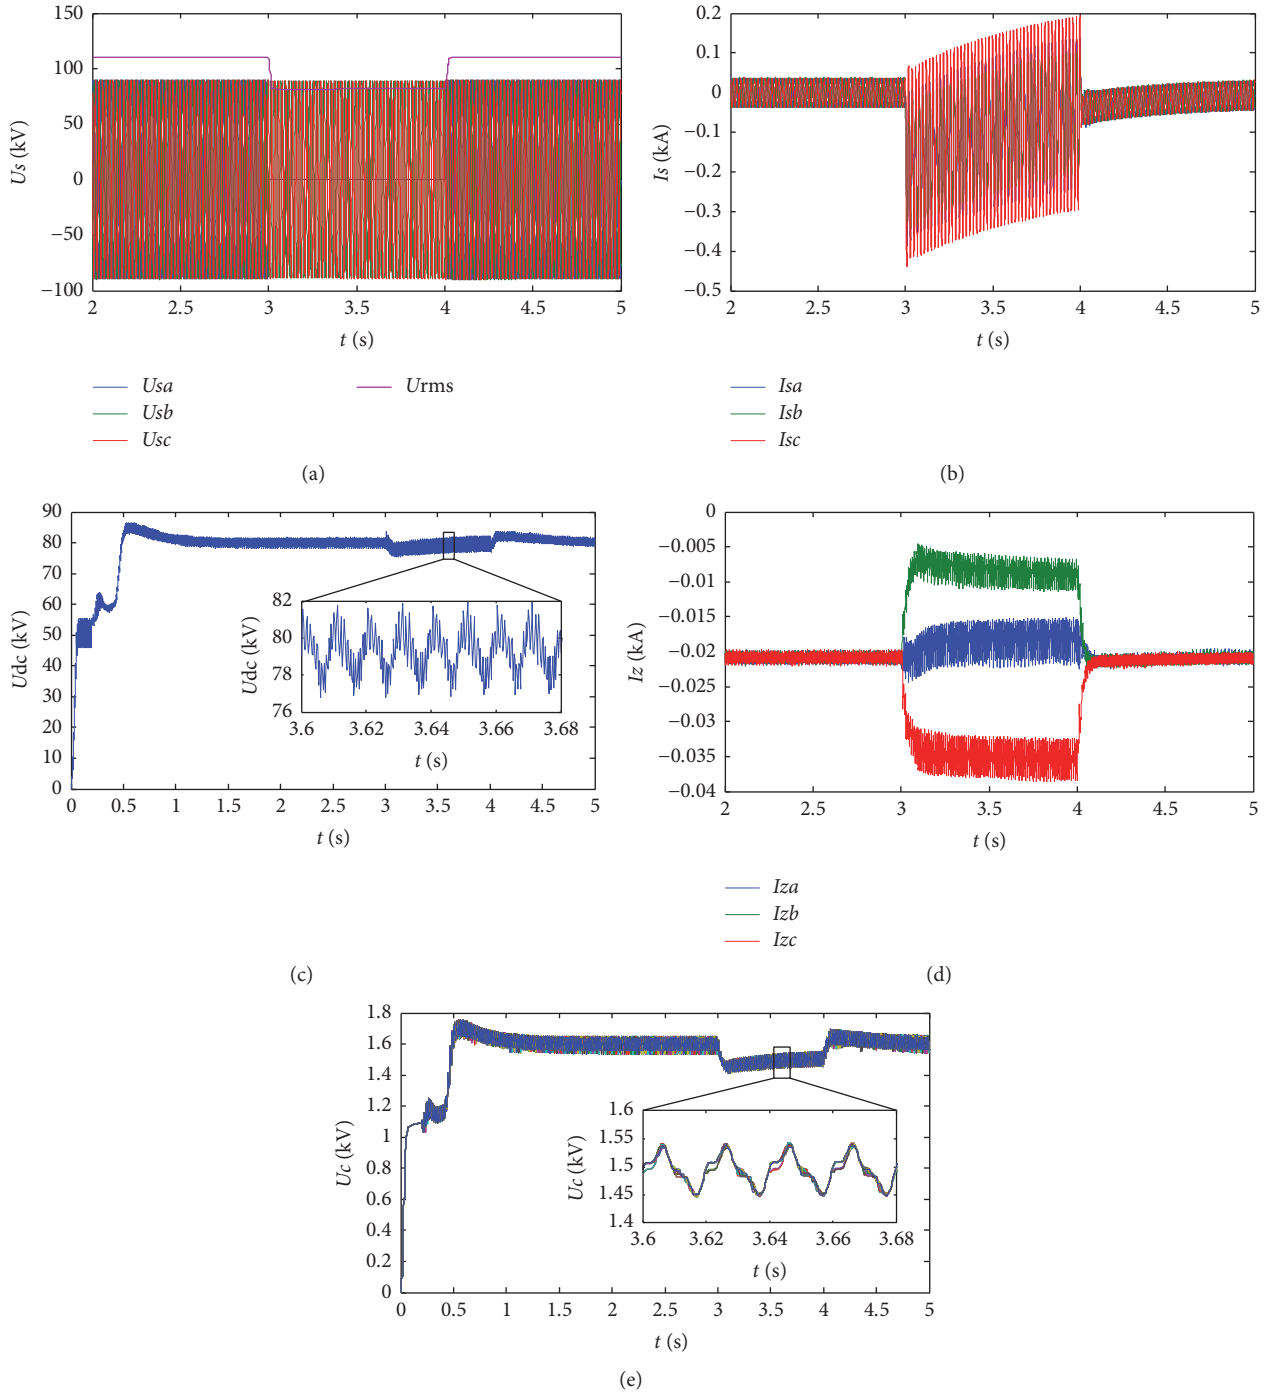 150
100
50
0
−50
−100
Us (kV)
2 2.5 3 3.5 4 4.5 5
t (s)
Usa
Usb
Usc
Urms
(a)
0.2
0.1
0
−0.1
−0.2
−0.3
−0.4
−0.5
Is (kA)
2 2.5 3 3.5 4 4.5 5
t (s)
Isa
Isb
Isc
(b)
90
80
70
60
50
40
30
20
10
0
Udc (kV)
82
80
78
76
Udc (kV)
3.6 3.62 3.64 3.66 3.68
t (s)
0 0.5 1 1.5 2 2.5 3 3.5 4 4.5 5
t (s)
(c)
0
−0.005
−0.01
−0.015
−0.02
−0.025
−0.03
−0.035
−0.04
Iz (kA)
2 2.5 3 3.5 4 4.5 5
t (s)
Iza
Izb
Izc
(d)
1.8
1.6
1.4
1.2
1
0.8
0.6
0.4
0.2
0
Uc (kV)
1.6
1.55
1.5
1.45
1.4
Uc (kV)
3.6 3.62 3.64 3.66 3.68
t (s)
0 0.5 1 1.5 2 2.5 3 3.5 4 4.5 5
t (s)
(e)